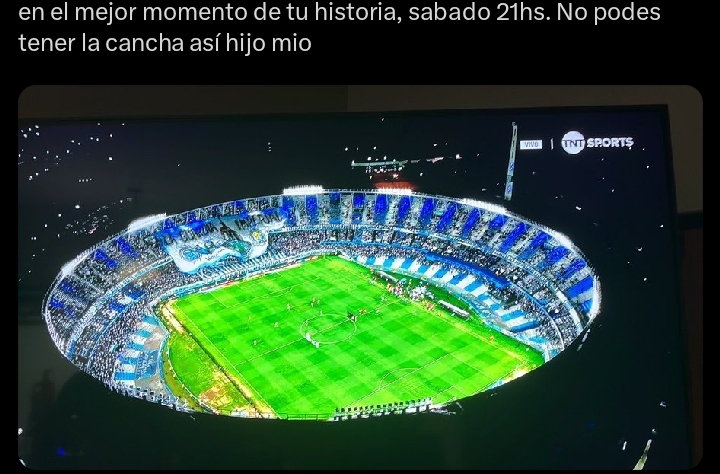 en el mejor momento de tu historia, sabado 21hs. No podes
tener la cancha así hijo mio
VIVO | TNT SPORTS